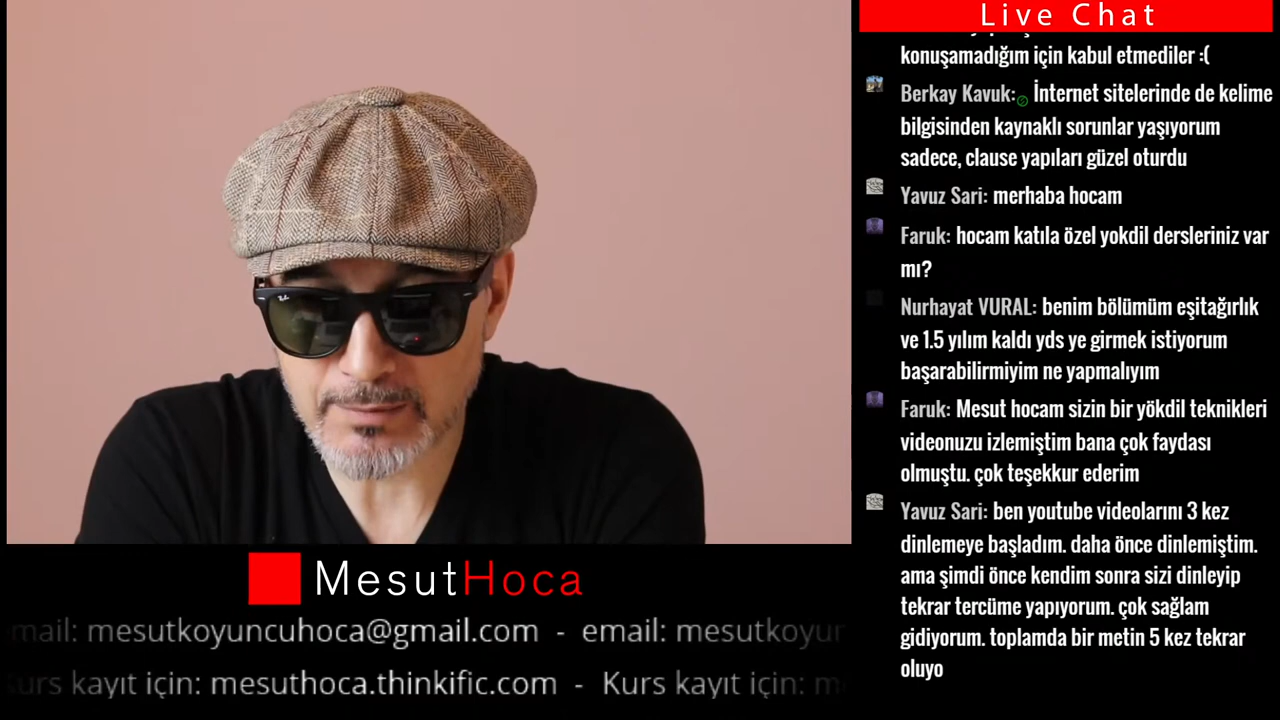 Live Chat
konuşamadığım için kabul etmediler :(
Berkay Kavuk: İnternet sitelerinde de kelime
bilgisinden kaynaklı sorunlar yaşıyorum
sadece, clause yapıları güzel oturdu
Yavuz Sari: merhaba hocam
Faruk: hocam katıla özel yokdil dersleriniz var
mı?
Nurhayat VURAL: benim bölümüm eşitağırlık
ve 1.5 yılım kaldı yds ye girmek istiyorum
başarabilirmiyim ne yapmalıyım
Faruk: Mesut hocam sizin bir yökdil teknikleri
videonuzu izlemiştim bana çok faydası
olmuştu. çok teşekkur ederim
Yavuz Sari: ben youtube videolarını 3 kez
dinlemeye başladım. daha önce dinlemiştim.
ama şimdi önce kendim sonra sizi dinleyip
tekrar tercüme yapıyorum. çok sağlam
gidiyorum. toplamda bir metin 5 kez tekrar
oluyo
Ray-Ban
MesutHoca
mail: mesutkoyuncuhoca@gmail.com - email: mesutkoyun
kurs kayıt için: mesuthoca.thinkific.com - Kurs kayıt için: m